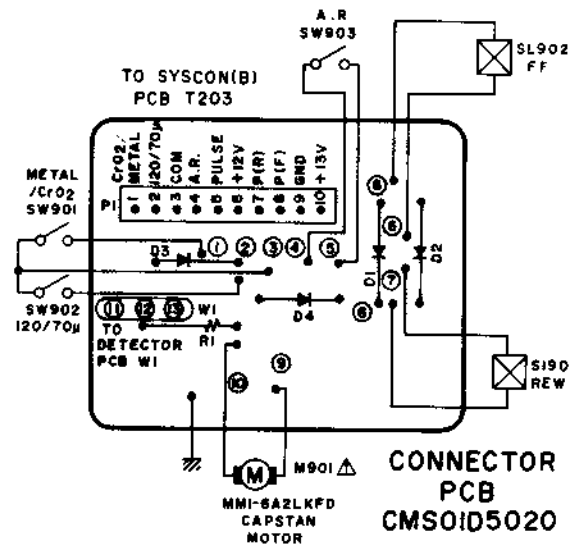 A.R
SW903
SL902
FF
TO SYSCON(B)
PCB T203
CrO2/
METAL
120/70µ
COM
A.R.
PULSE
+12V
P(R)
P(F)
GND
+13V
P1
1 2 3 4 5 6 7 8 9 10
METAL
/CrO2
SW901
6
6
1 2 3 4 5
D3
D1
D2
7
6
SW902
120/70µ
11 12 13 W1
D4
TO
DETECTOR
PCB W1
R1
9
10
S190
REW
M901
M
MMI-6A2LKFD
CAPSTAN
MOTOR
CONNECTOR
PCB
CMS01D5020